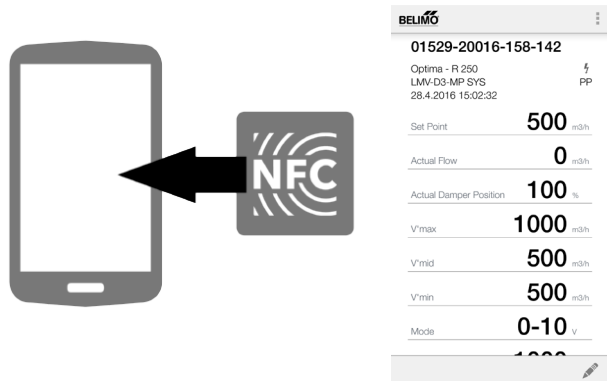 NFC
BELIMO
01529-20016-158-142
Optima - R 250
LMV-D3-MP SYS PP
28.4.2016 15:02:32
Set Point 500 m3/h
Actual Flow 0 m3/h
Actual Damper Position 100 %
V'max 1000 m3/h
V'mid 500 m3/h
V'min 500 m3/h
Mode 0-10 V